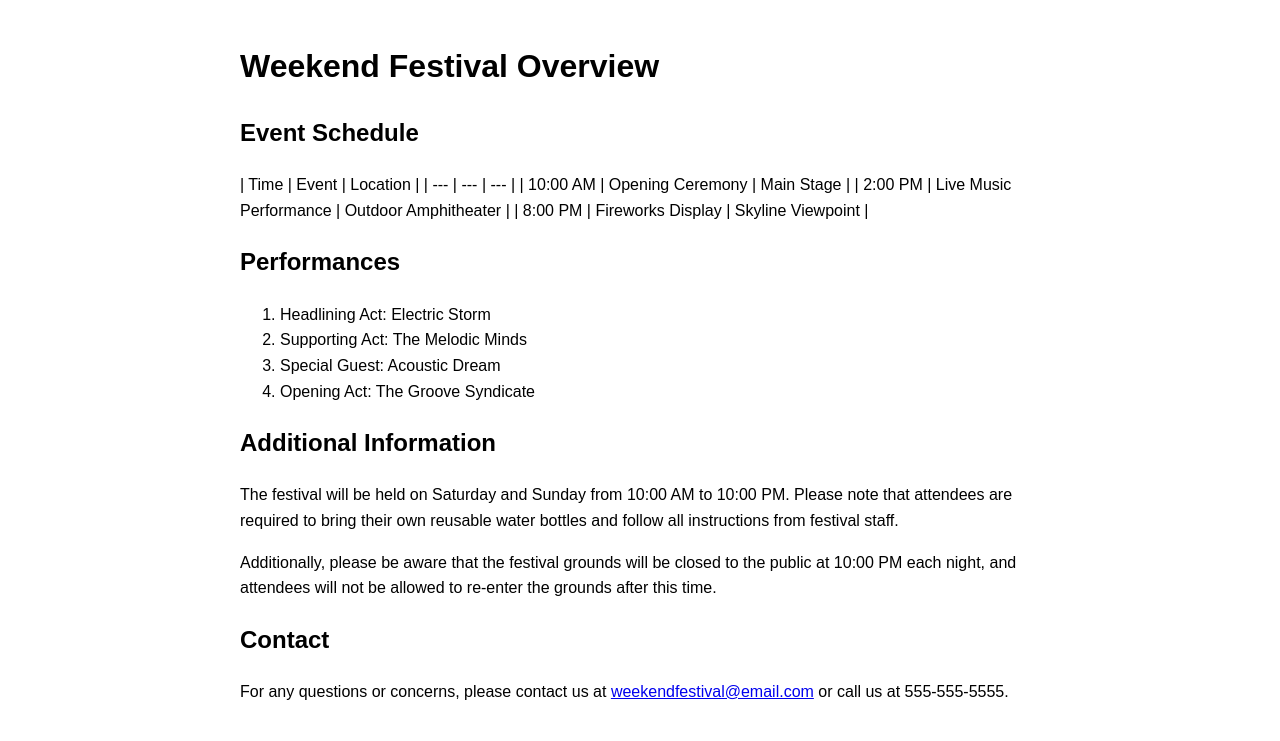 Weekend Festival Overview
Event Schedule
| Time | Event | Location | | --- | --- | --- | | 10:00 AM | Opening Ceremony | Main Stage | | 2:00 PM | Live Music
Performance | Outdoor Amphitheater | | 8:00 PM | Fireworks Display | Skyline Viewpoint |
Performances
1. Headlining Act: Electric Storm
2. Supporting Act: The Melodic Minds
3. Special Guest: Acoustic Dream
4. Opening Act: The Groove Syndicate
Additional Information
The festival will be held on Saturday and Sunday from 10:00 AM to 10:00 PM. Please note that attendees are
required to bring their own reusable water bottles and follow all instructions from festival staff.
Additionally, please be aware that the festival grounds will be closed to the public at 10:00 PM each night, and
attendees will not be allowed to re-enter the grounds after this time.
Contact
For any questions or concerns, please contact us at weekendfestival@email.com or call us at 555-555-5555.